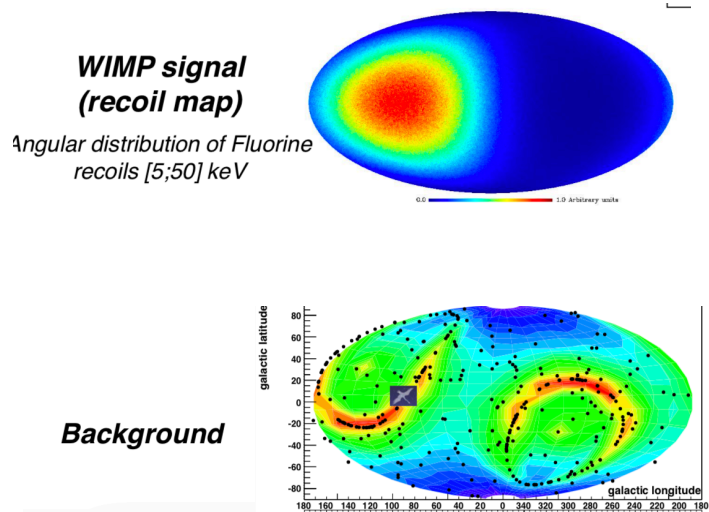 WIMP signal
(recoil map)
Angular distribution of Fluorine
recoils [5;50] keV
0.0 1.0 Arbitrary units
Background
galactic latitude
80
60
40
20
0
-20
-40
-60
-80
galactic longitude
180 160 140 120 100 80 60 40 20 0 340 320 300 280 260 240 220 200 180